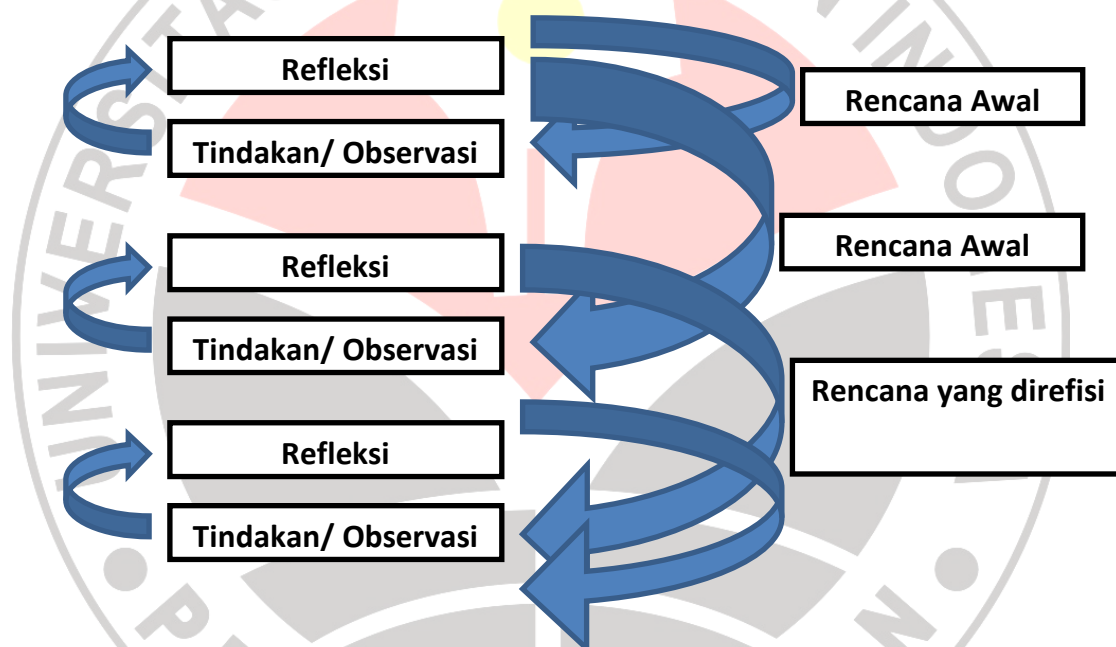 Refleksi
Rencana Awal
Tindakan/ Observasi
Refleksi
Rencana Awal
Tindakan/ Observasi
Rencana yang direfisi
Refleksi
Tindakan/ Observasi